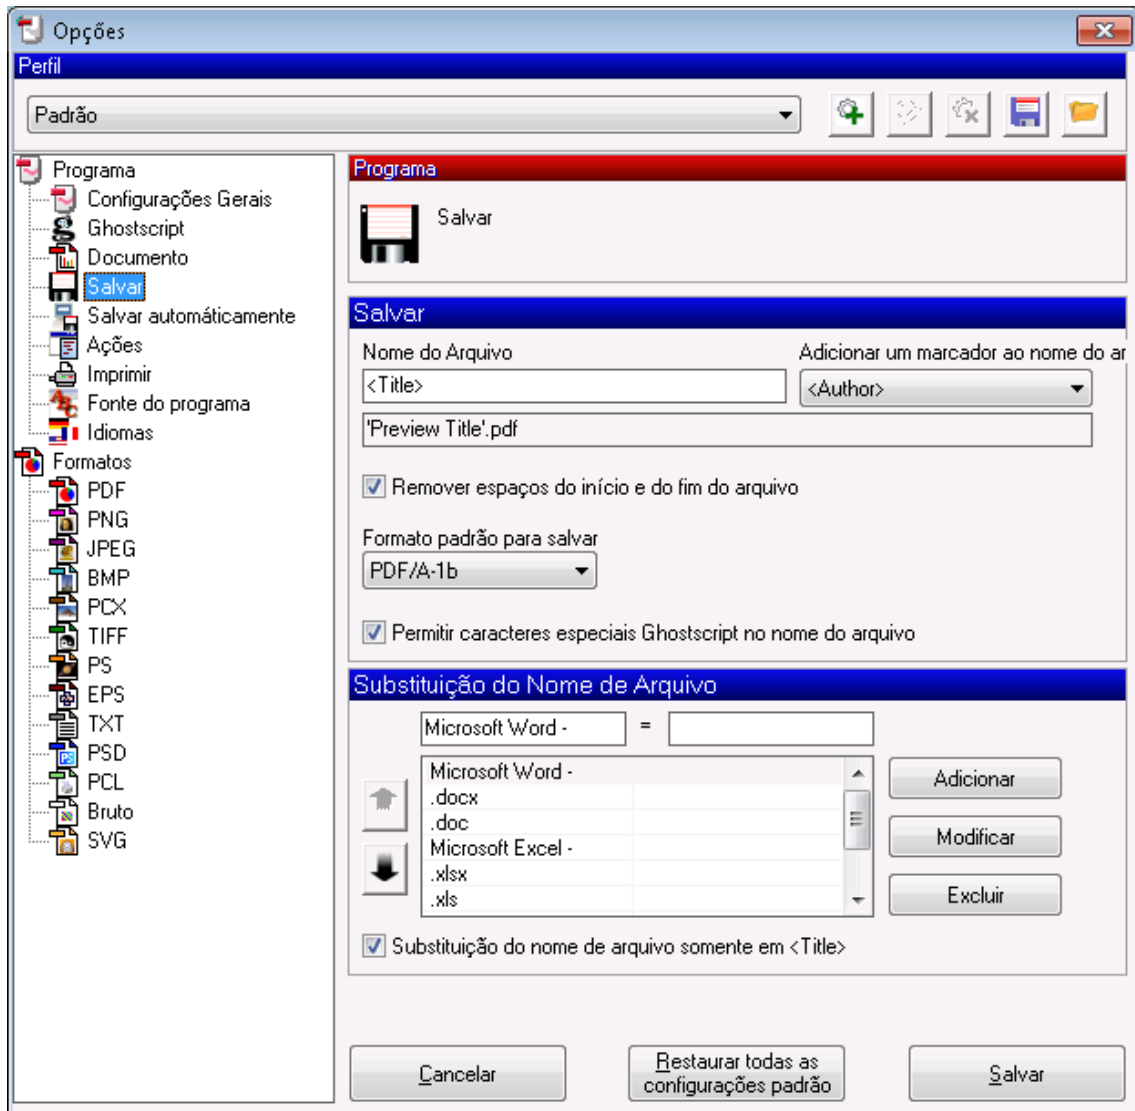 Opções
Perfil
Padrão
Programa
Configurações Gerais
Ghostscript
Documento
Salvar
Salvar automáticamente
Ações
Imprimir
Fonte do programa
Idiomas
Formatos
PDF
PNG
JPEG
BMP
PCX
TIFF
PS
EPS
TXT
PSD
PCL
Bruto
SVG
Programa
Salvar
Salvar
Nome do Arquivo
Adicionar um marcador ao nome do ar
<Title>
<Author>
'Preview Title'.pdf
Remover espaços do início e do fim do arquivo
Formato padrão para salvar
PDF/A-1b
Permitir caracteres especiais Ghostscript no nome do arquivo
Substituição do Nome de Arquivo
Microsoft Word - =
Microsoft Word -
.docx
.doc
Microsoft Excel -
.xlsx
.xls
Adicionar
Modificar
Excluir
Substituição do nome de arquivo somente em <Title>
Cancelar
Restaurar todas as
configurações padrão
Salvar